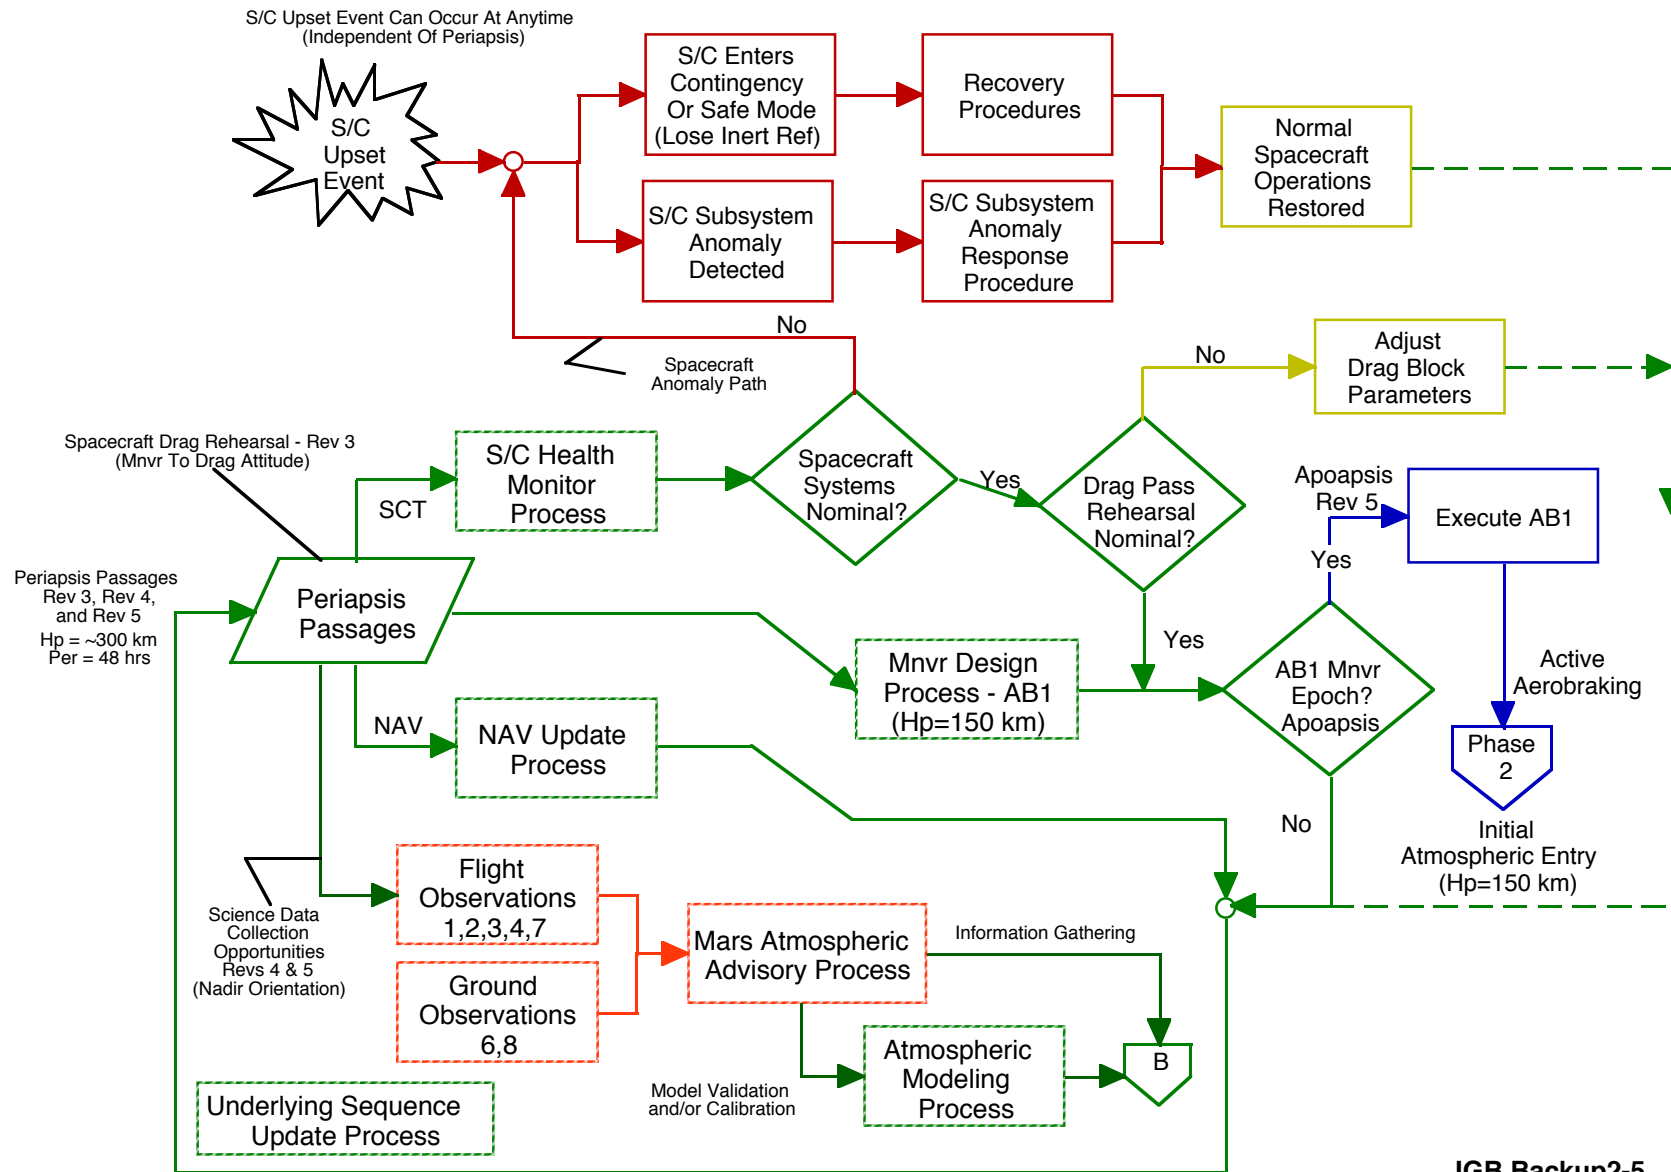 S/C Upset Event Can Occur At Anytime
(Independent Of Periapsis)
S/C
Upset
Event
S/C Enters
Contingency
Or Safe Mode
(Lose Inert Ref)
Recovery
Procedures
Normal
Spacecraft
Operations
Restored
S/C Subsystem
Anomaly
Detected
S/C Subsystem
Anomaly
Response
Procedure
No
Spacecraft
Anomaly Path
No
Adjust
Drag Block
Parameters
Spacecraft Drag Rehearsal - Rev 3
(Mnvr To Drag Attitude)
SCT
S/C Health
Monitor
Process
Spacecraft
Systems
Nominal?
Yes
Drag Pass
Rehearsal
Nominal?
Apoapsis
Rev 5
Yes
Execute AB1
Periapsis Passages
Rev 3, Rev 4,
and Rev 5
Hp = ~300 km
Per = 48 hrs
Periapsis
Passages
Yes
Mnvr Design
Process - AB1
(Hp=150 km)
AB1 Mnvr
Epoch?
Apoapsis
Active
Aerobraking
NAV
NAV Update
Process
Phase
2
No
Initial
Atmospheric Entry
(Hp=150 km)
Flight
Observations
1,2,3,4,7
Science Data
Collection
Opportunities
Revs 4 & 5
(Nadir Orientation)
Ground
Observations
6,8
Mars Atmospheric
Advisory Process
Information Gathering
Atmospheric
Modeling
Process
B
Model Validation
and/or Calibration
Underlying Sequence
Update Process
JGB Backup2-5